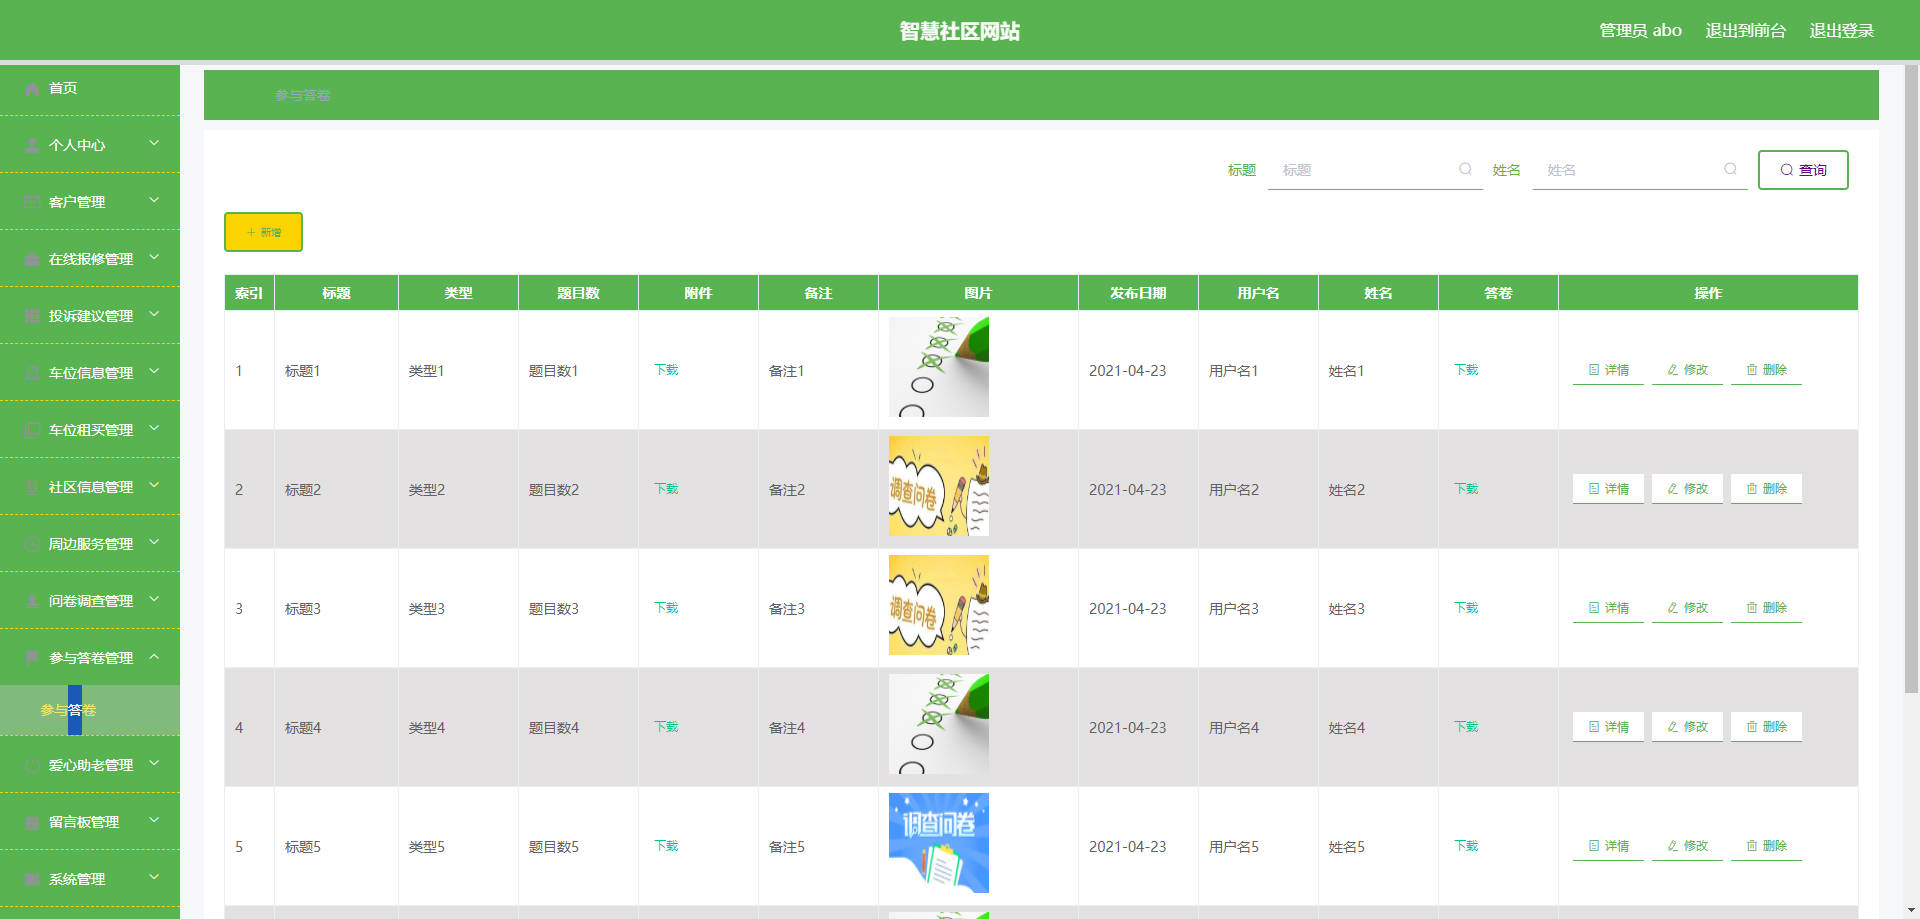 智慧社区网站
管理员 abo 退出到前台 退出登录
首页
个人中心
客户管理
在线报修管理
投诉建议管理
车位信息管理
车位租买管理
社区信息管理
周边服务管理
问卷调查管理
参与答卷管理
参与答卷
爱心助老管理
留言板管理
系统管理
参与答卷
标题 标题 姓名 姓名 查询
新增
索引 标题 类型 题目数 附件 备注 图片 发布日期 用户名 姓名 答卷 操作
1 标题1 类型1 题目数1 下载 备注1 2021-04-23 用户名1 姓名1 下载 详情 修改 删除
2 标题2 类型2 题目数2 下载 备注2 调查问卷 2021-04-23 用户名2 姓名2 下载 详情 修改 删除
3 标题3 类型3 题目数3 下载 备注3 调查问卷 2021-04-23 用户名3 姓名3 下载 详情 修改 删除
4 标题4 类型4 题目数4 下载 备注4 2021-04-23 用户名4 姓名4 下载 详情 修改 删除
5 标题5 类型5 题目数5 下载 备注5 调查问卷 2021-04-23 用户名5 姓名5 下载 详情 修改 删除